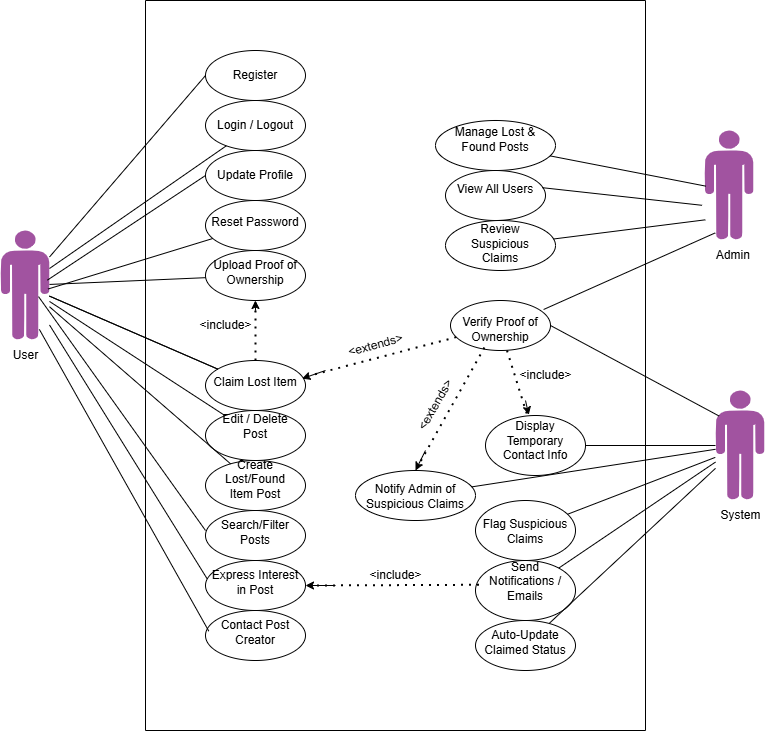 Register
Login / Logout
Update Profile
Reset Password
Upload Proof of
Ownership
<include>
Claim Lost Item
Edit / Delete
Post
Create
Lost/Found
Item Post
Search/Filter
Posts
Express Interest
in Post
Contact Post
Creator
User
Manage Lost &
Found Posts
View All Users
Review
Suspicious
Claims
Admin
Verify Proof of
Ownership
<extends>
<extends>
<include>
Display
Temporary
Contact Info
Notify Admin of
Suspicious Claims
Flag Suspicious
Claims
Send
Notifications /
Emails
<include>
Auto-Update
Claimed Status
System